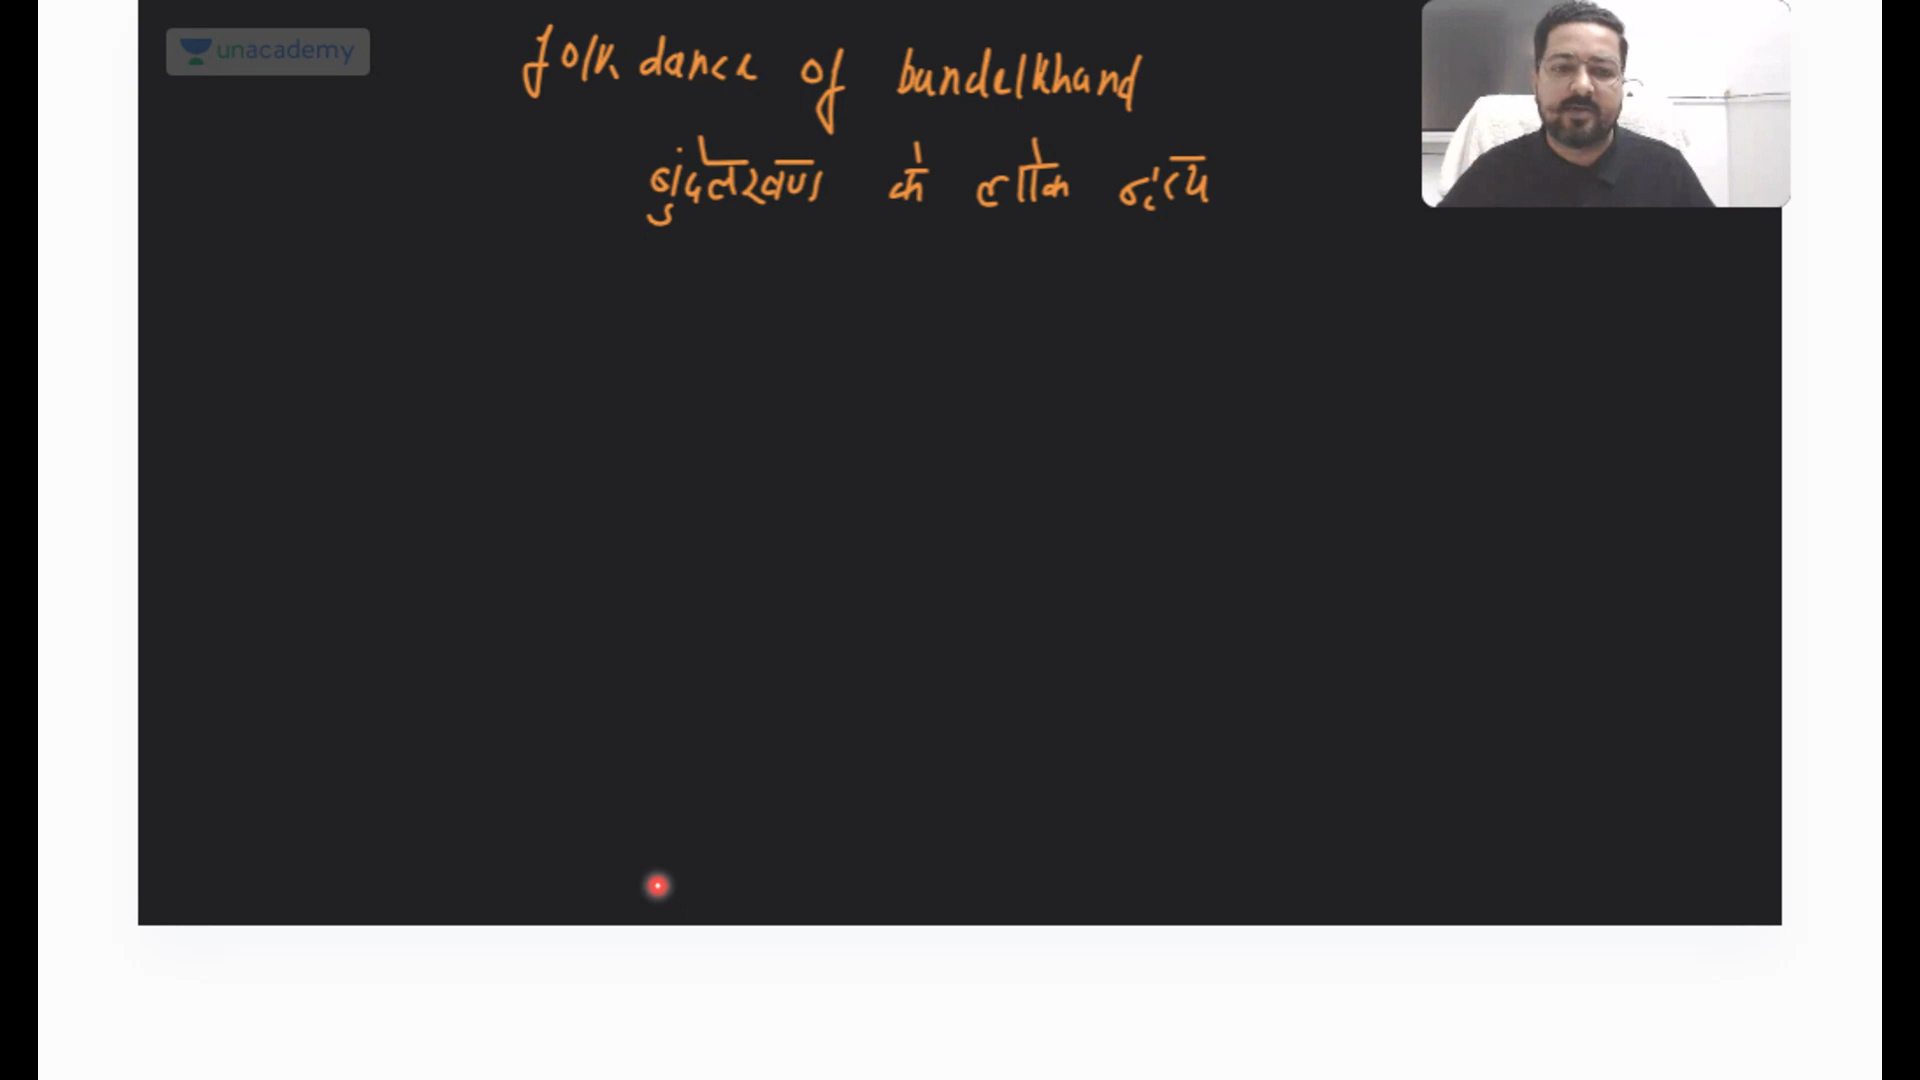 unacademy
folk dance of bundelkhand
बुंदेलखण्ड के लोक नृत्य